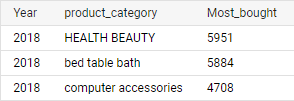 Year product_category Most_bought
2018 HEALTH BEAUTY 5951
2018 bed table bath 5884
2018 computer accessories 4708